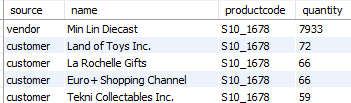 source name productcode quantity
vendor Min Lin Diecast S10_1678 7933
customer Land of Toys Inc. S10_1678 72
customer La Rochelle Gifts S10_1678 66
customer Euro+ Shopping Channel S10_1678 66
customer Tekni Collectables Inc. S10_1678 59